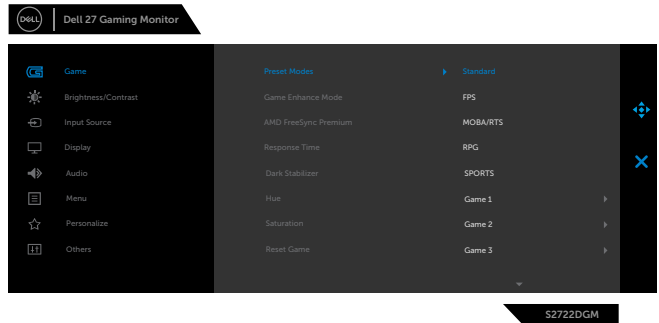 DELL
Dell 27 Gaming Monitor
Game
Brightness/Contrast
Input Source
Display
Audio
Menu
Personalize
Others
Preset Modes
Game Enhance Mode
AMD FreeSync Premium
Response Time
Dark Stabilizer
Hue
Saturation
Reset Game
Standard
FPS
MOBA/RTS
RPG
SPORTS
Game 1
Game 2
Game 3
S2722DGM